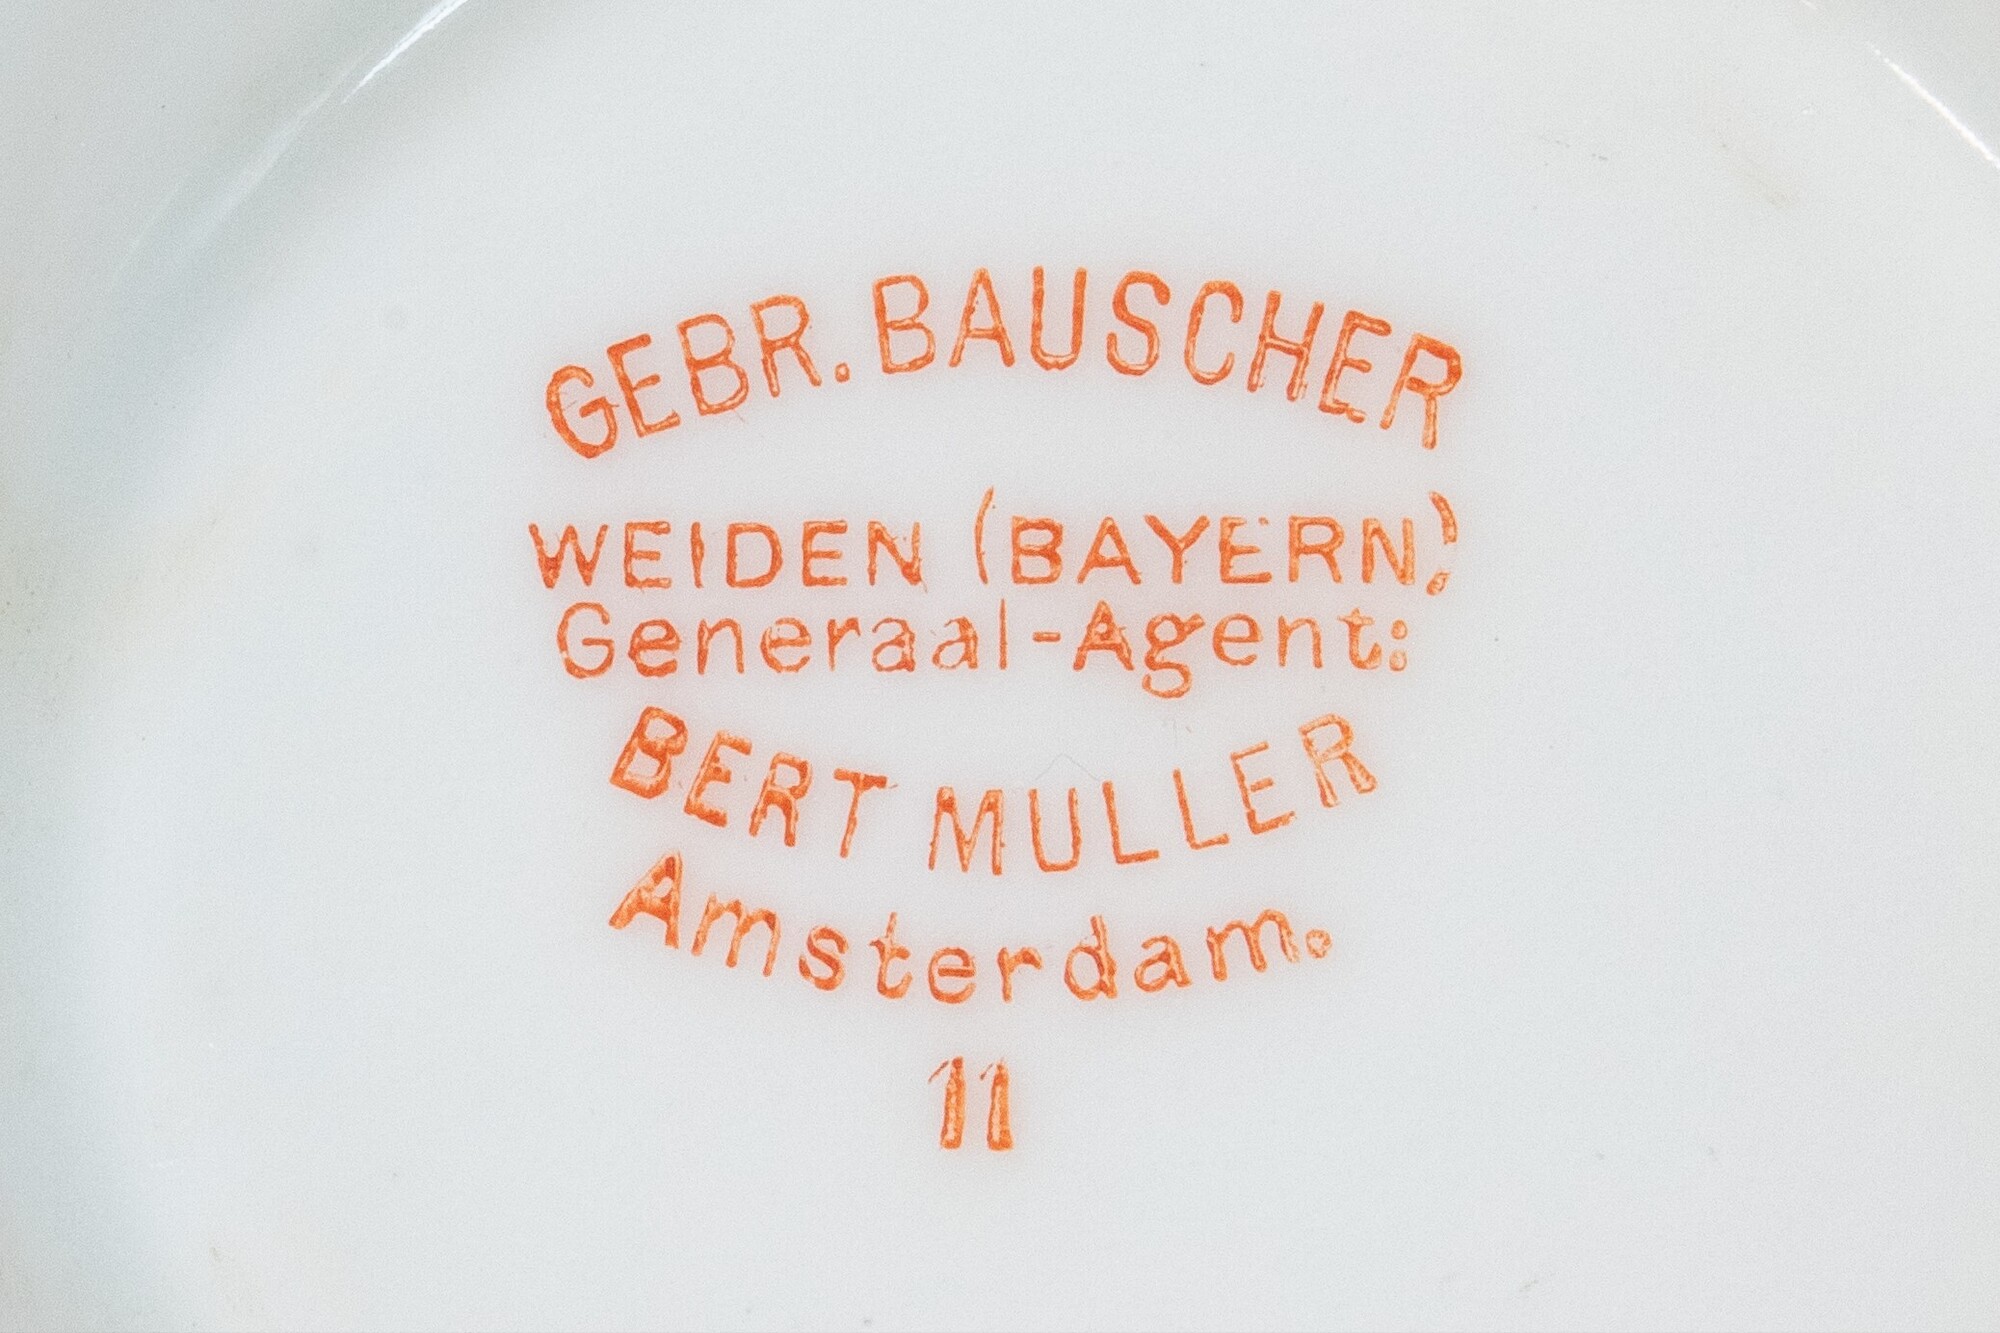 GEBR. BAUSCHER
WEIDEN (BAYERN);
Generaal-Agent:
BERT MULLER
Amsterdam.
11